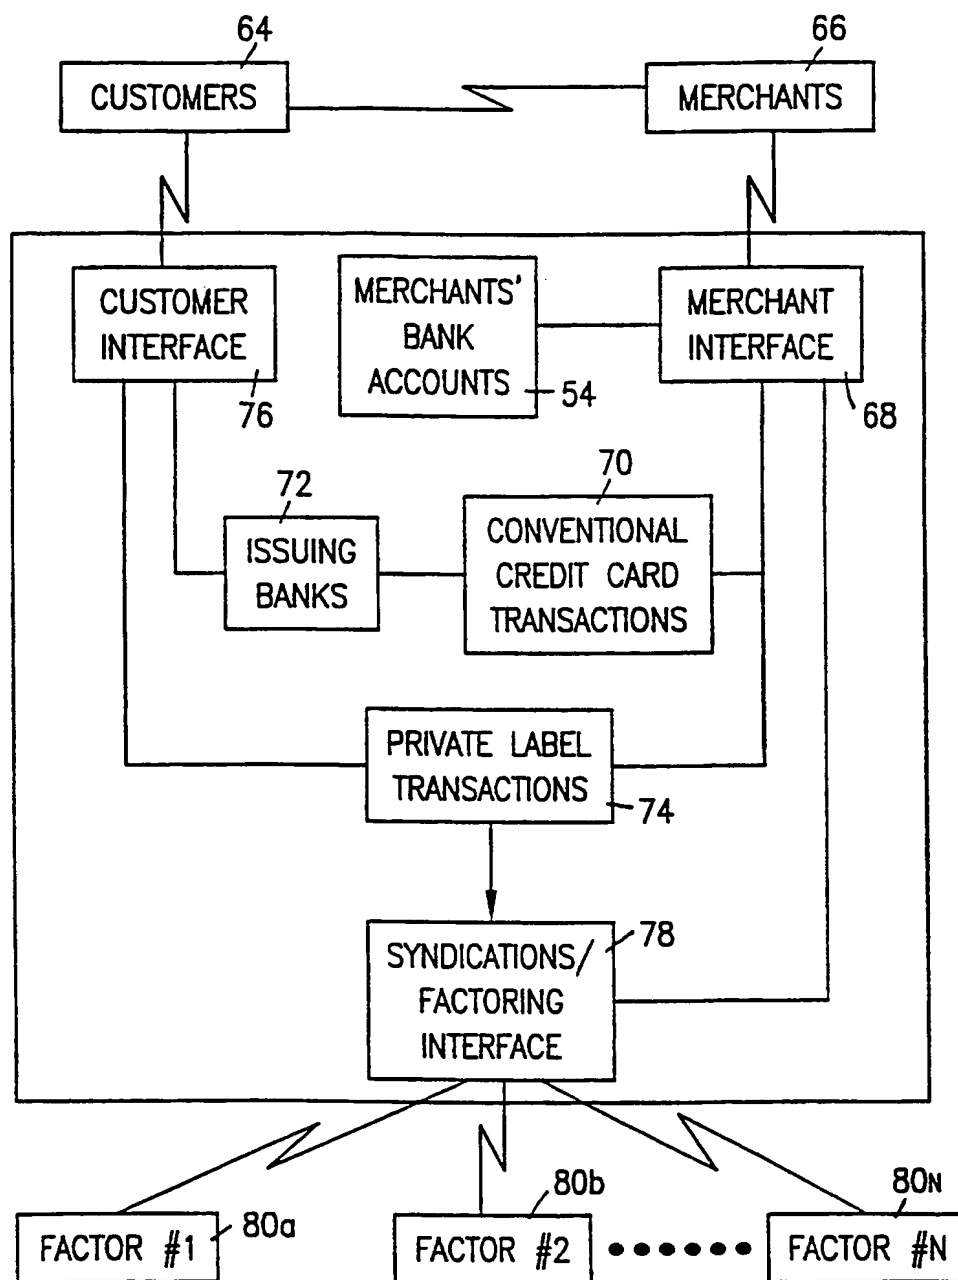 64
66
CUSTOMERS
MERCHANTS
CUSTOMER
INTERFACE
76
MERCHANTS'
BANK
ACCOUNTS
54
MERCHANT
INTERFACE
68
72
ISSUING
BANKS
70
CONVENTIONAL
CREDIT CARD
TRANSACTIONS
PRIVATE LABEL
TRANSACTIONS
74
78
SYNDICATIONS/
FACTORING
INTERFACE
80a
FACTOR #1
80b
FACTOR #2
80N
FACTOR #N